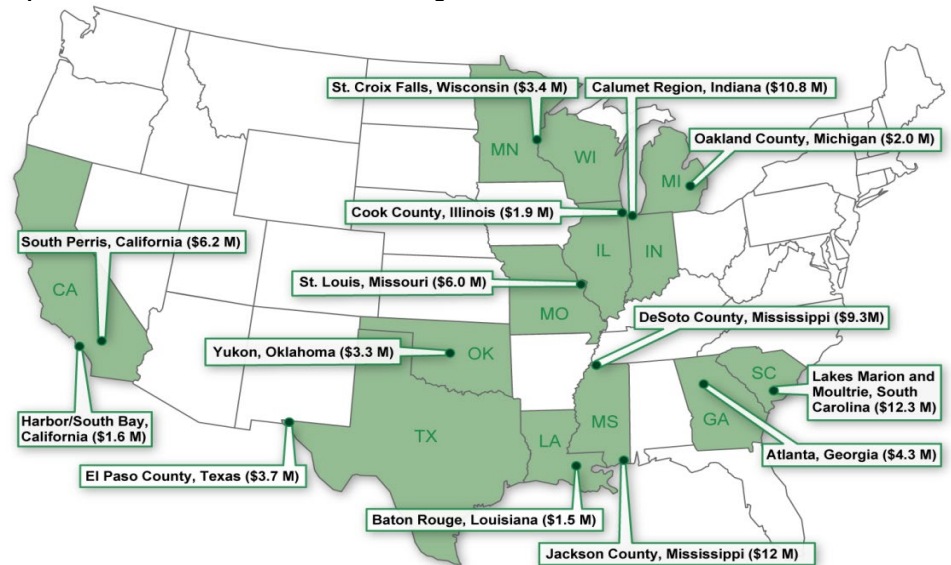 St. Croix Falls, Wisconsin ($3.4 M)
Calumet Region, Indiana ($10.8 M)
Oakland County, Michigan ($2.0 M)
MN
WI
MI
Cook County, Illinois ($1.9 M)
South Perris, California ($6.2 M)
IL
IN
St. Louis, Missouri ($6.0 M)
CA
MO
DeSoto County, Mississippi ($9.3M)
Yukon, Oklahoma ($3.3 M)
OK
SC
Lakes Marion and
Moultrie, South
Carolina ($12.3 M)
Harbor/South Bay,
California ($1.6 M)
TX
LA
MS
GA
Atlanta, Georgia ($4.3 M)
El Paso County, Texas ($3.7 M)
Baton Rouge, Louisiana ($1.5 M)
Jackson County, Mississippi ($12 M)